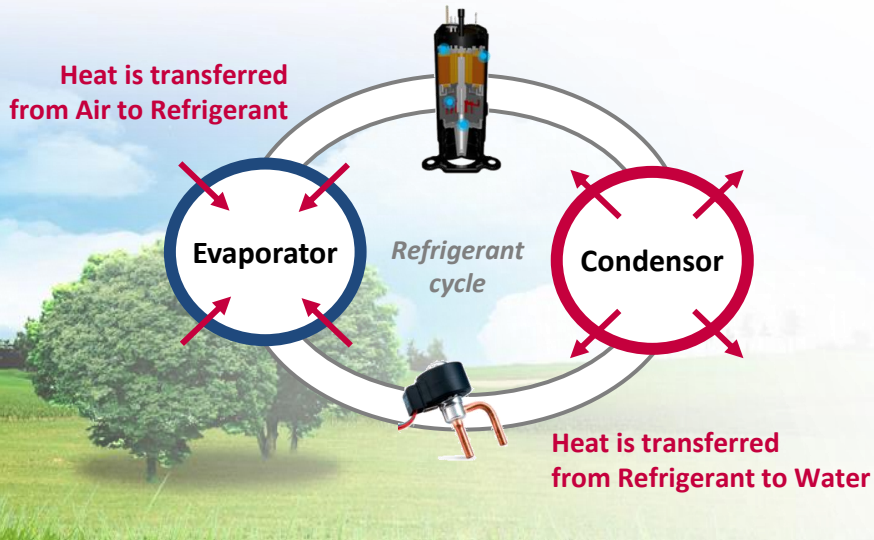 Heat is transferred
from Air to Refrigerant
Evaporator
Refrigerant
cycle
Condensor
Heat is transferred
from Refrigerant to Water